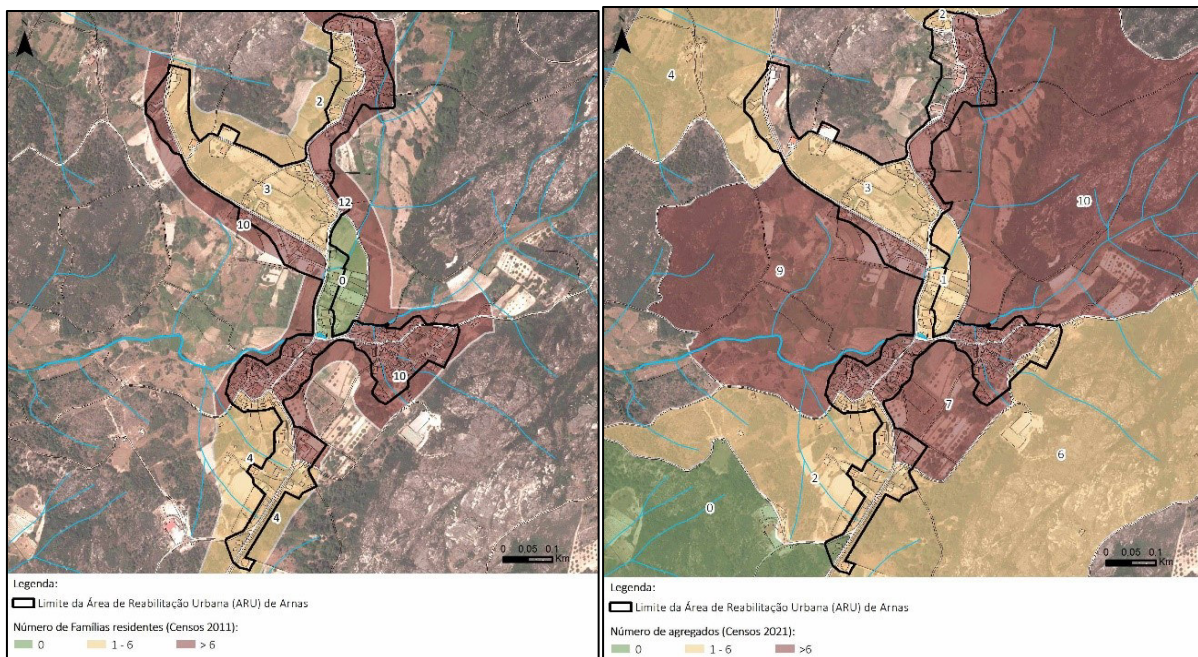 2
3
12
10
0
10
4
4
0 0,05 0.1
Km
Legenda:
Limite da Área de Reabilitação Urbana (ARU) de Arnas
Número de Famílias residentes (Censos 2011):
0 1 - 6 > 6
2
4
3
10
9
1
7
6
2
0
0 0,05 0.1
Km
Legenda:
Limite da Área de Reabilitação Urbana (ARU) de Arnas
Número de agregados (Censos 2021):
0 1 - 6 >6